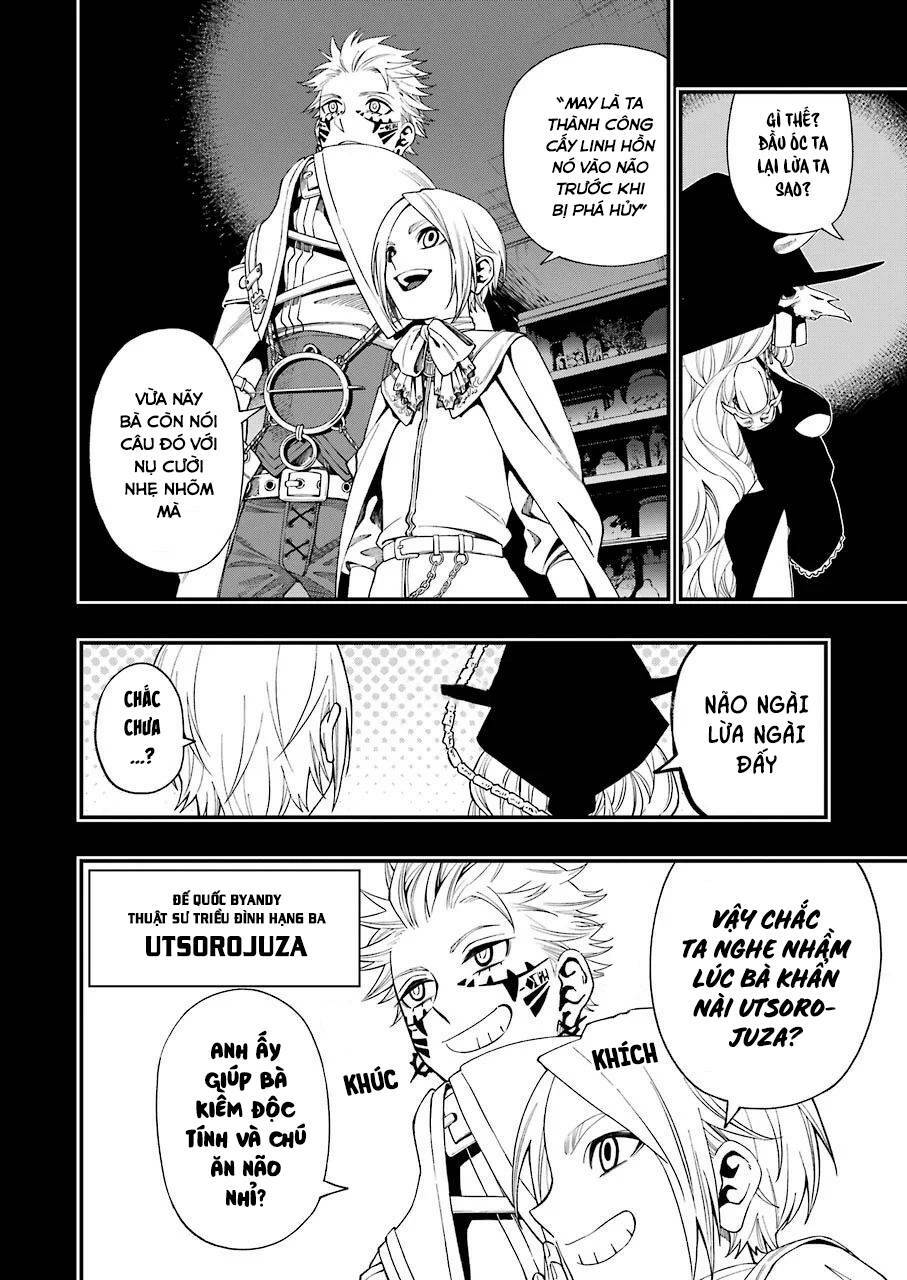 GÌ THẾ?
ĐẦU ÓC TA
LẠI LỪA TA
SAO?
"MAY LÀ TA
THÀNH CÔNG
CẤY LINH HỒN
NÓ VÀO NÃO
TRƯỚC KHI
BỊ PHÁ HỦY"
VỪA NÃY
BÀ CÒN NÓI
CÂU ĐÓ VỚI
NỤ CƯỜI
NHẸ NHÕM
MÀ
NÃO NGÀI
LỪA NGÀI
ĐẤY
CHẮC
CHƯA
...?
VẬY CHẮC
TA NGHE NHẦM
LÚC BÀ KHẨN
NÀI UTSORO-
JUZA?
ĐẾ QUỐC BYANDY
THUẬT SƯ TRIỀU ĐÌNH HẠNG BA
UTSOROJUZA
KHÍCH
KHÚC
ANH ẤY
GIÚP BÀ
KIỀM ĐỘC
TÍNH VÀ CHÚ
ĂN NÃO
NHỈ?